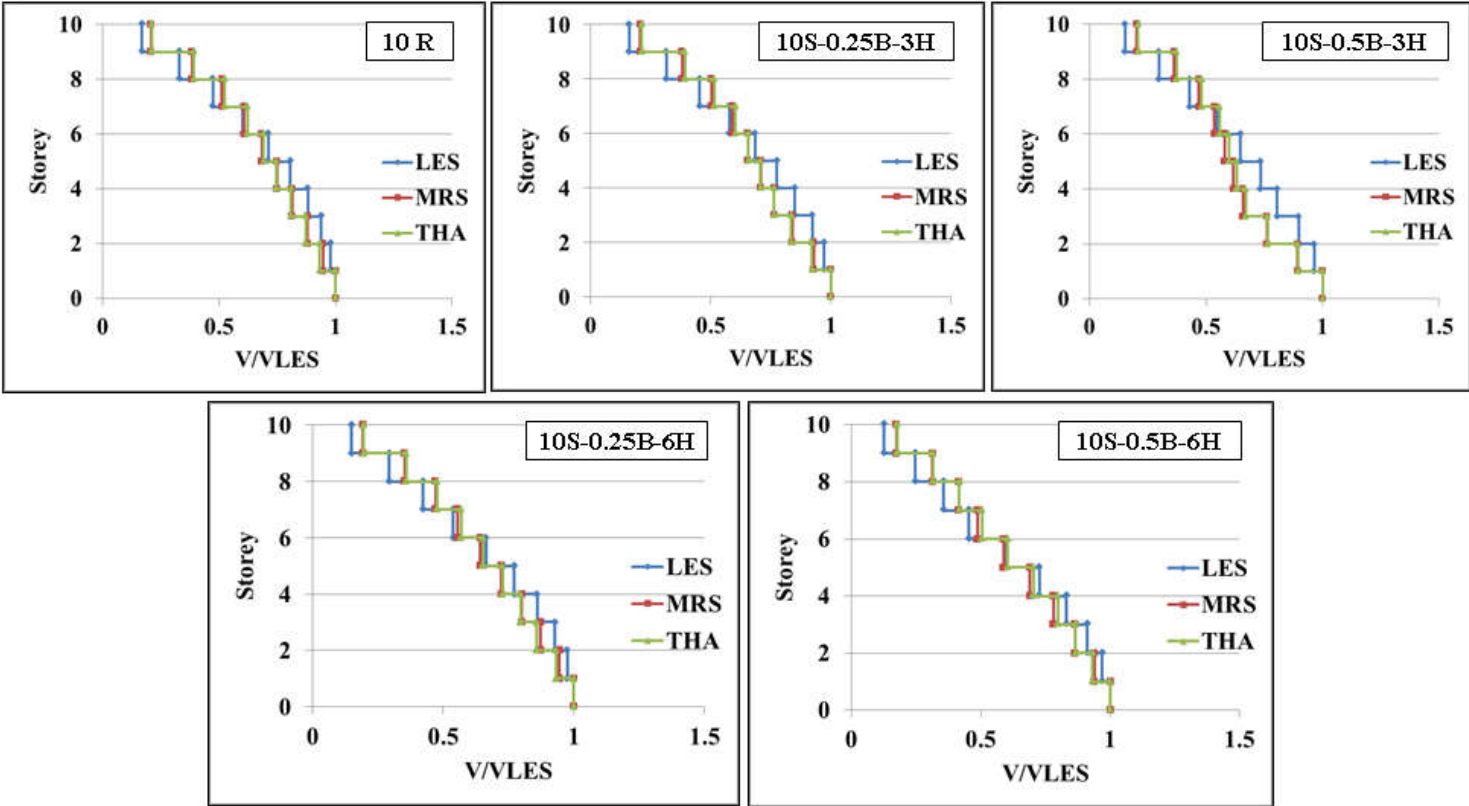 10 R
10
8
6
4
2
0
Storey
0 0.5 1 1.5
V/VLES
LES
MRS
THA
10S-0.25B-3H
10
8
6
4
2
0
Storey
0 0.5 1 1.5
V/VLES
LES
MRS
THA
10S-0.5B-3H
10
8
6
4
2
0
Storey
0 0.5 1 1.5
V/VLES
LES
MRS
THA
10S-0.25B-6H
10
8
6
4
2
0
Storey
0 0.5 1 1.5
V/VLES
LES
MRS
THA
10S-0.5B-6H
10
8
6
4
2
0
Storey
0 0.5 1 1.5
V/VLES
LES
MRS
THA